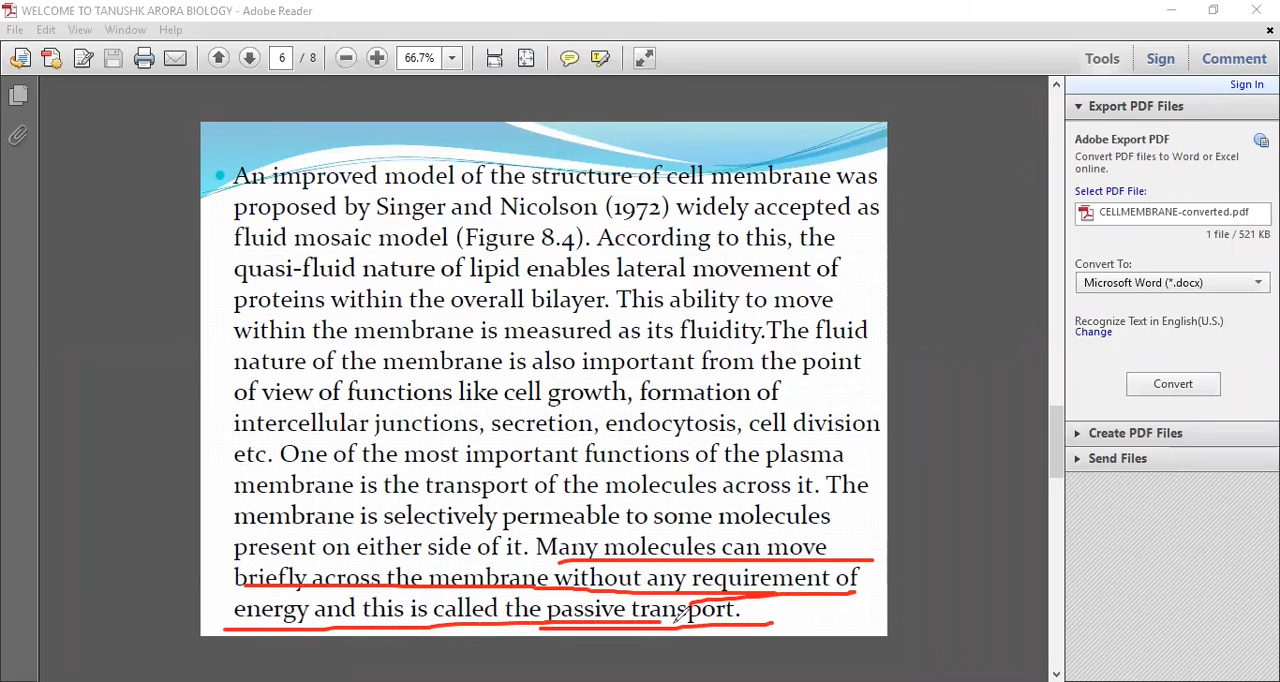 WELCOME TO TANUSHK ARORA BIOLOGY - Adobe Reader
File Edit View Window Help
6 / 8 66.7% Tools Sign Comment
Sign In
Export PDF Files
Adobe Export PDF
Convert PDF files to Word or Excel
online.
Select PDF File:
CELLMEMBRANE-converted.pdf
1 file / 521 KB
Convert To:
Microsoft Word (*.docx)
Recognize Text in English(U.S.)
Change
Convert
Create PDF Files
Send Files
• An improved model of the structure of cell membrane was
proposed by Singer and Nicolson (1972) widely accepted as
fluid mosaic model (Figure 8.4). According to this, the
quasi-fluid nature of lipid enables lateral movement of
proteins within the overall bilayer. This ability to move
within the membrane is measured as its fluidity.The fluid
nature of the membrane is also important from the point
of view of functions like cell growth, formation of
intercellular junctions, secretion, endocytosis, cell division
etc. One of the most important functions of the plasma
membrane is the transport of the molecules across it. The
membrane is selectively permeable to some molecules
present on either side of it. Many molecules can move
briefly across the membrane without any requirement of
energy and this is called the passive transport.